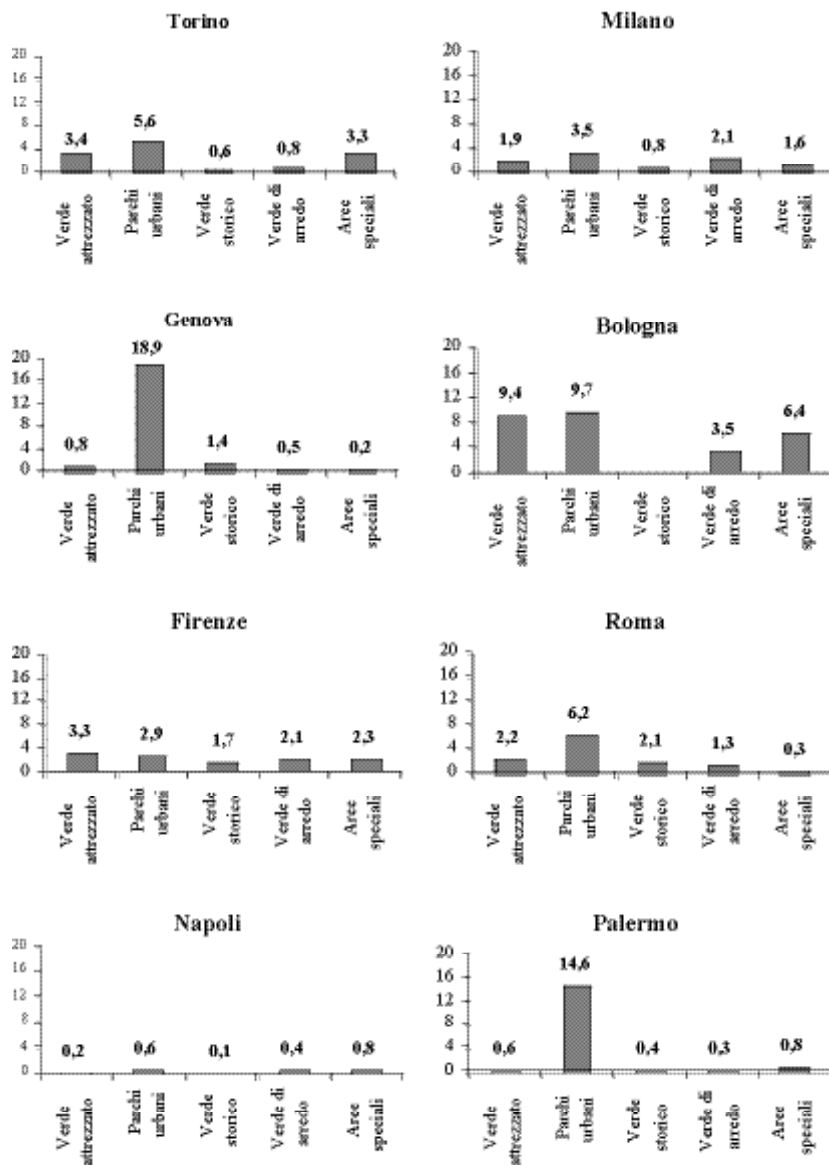 Torino
20
16
12
8
4
0
3,4
5,6
0,6
0,8
3,3
Verde
attrezzato
Parchi
urbani
Verde
storico
Verde di
arredo
Aree
speciali
Milano
20
16
12
8
4
0
1,9
3,5
0,8
2,1
1,6
Verde
attrezzato
Parchi
urbani
Verde
storico
Verde di
arredo
Aree
speciali
Genova
20
16
12
8
4
0
0,8
18,9
1,4
0,5
0,2
Verde
attrezzato
Parchi
urbani
Verde
storico
Verde di
arredo
Aree
speciali
Bologna
20
16
12
8
4
0
9,4
9,7
3,5
6,4
Verde
attrezzato
Parchi
urbani
Verde
storico
Verde di
arredo
Aree
speciali
Firenze
20
16
12
8
4
0
3,3
2,9
1,7
2,1
2,3
Verde
attrezzato
Parchi
urbani
Verde
storico
Verde di
arredo
Aree
speciali
Roma
20
16
12
8
4
0
2,2
6,2
2,1
1,3
0,3
Verde
attrezzato
Parchi
urbani
Verde
storico
Verde di
arredo
Aree
speciali
Napoli
20
16
12
8
4
0
0,2
0,6
0,1
0,4
0,8
Verde
attrezzato
Parchi
urbani
Verde
storico
Verde di
arredo
Aree
speciali
Palermo
20
16
12
8
4
0
0,6
14,6
0,4
0,3
0,8
Verde
attrezzato
Parchi
urbani
Verde
storico
Verde di
arredo
Aree
speciali